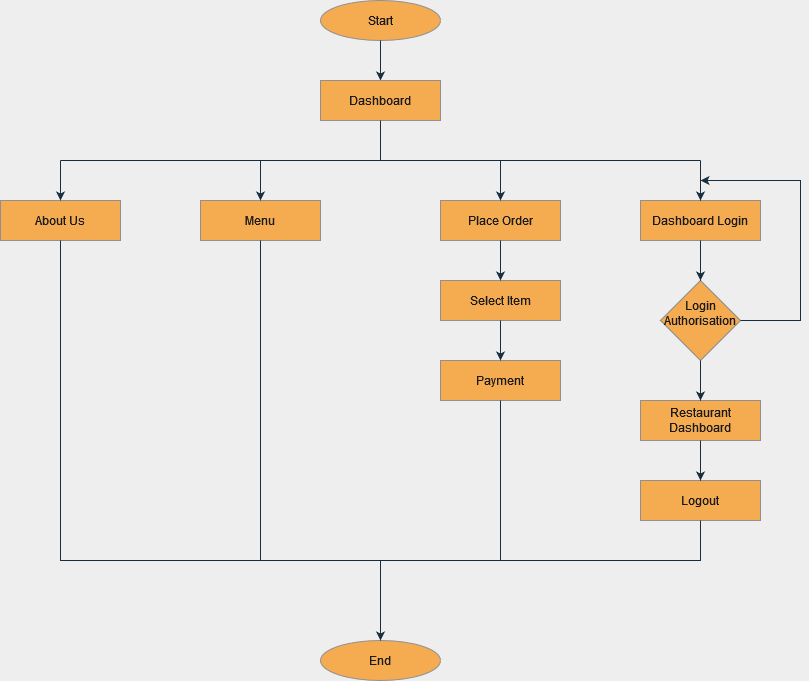 Start
Dashboard
About Us
Menu
Place Order
Dashboard Login
Select Item
Login
Authorisation
Payment
Restaurant
Dashboard
Logout
End